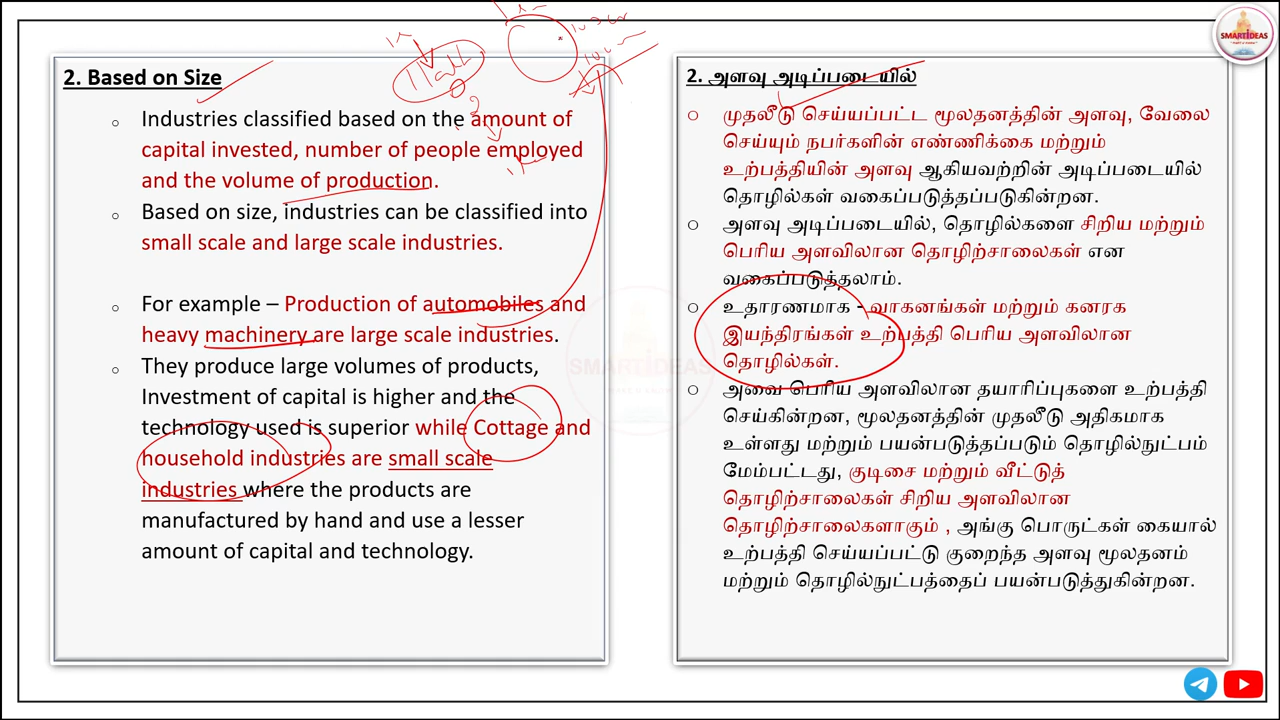 SMARTIDEAS
2. Based on Size
Industries classified based on the amount of
capital invested, number of people employed
and the volume of production.
Based on size, industries can be classified into
small scale and large scale industries.
For example – Production of automobiles and
heavy machinery are large scale industries.
They produce large volumes of products,
Investment of capital is higher and the
technology used is superior while Cottage and
household industries are small scale
industries where the products are
manufactured by hand and use a lesser
amount of capital and technology.
2. அளவு அடிப்படையில்
முதலீடு செய்யப்பட்ட மூலதனத்தின் அளவு, வேலை
செய்யும் நபர்களின் எண்ணிக்கை மற்றும்
உற்பத்தியின் அளவு ஆகியவற்றின் அடிப்படையில்
தொழில்கள் வகைப்படுத்தப்படுகின்றன.
அளவு அடிப்படையில், தொழில்களை சிறிய மற்றும்
பெரிய அளவிலான தொழிற்சாலைகள் என
வகைப்படுத்தலாம்.
உதாரணமாக - வாகனங்கள் மற்றும் கனரக
இயந்திரங்கள் உற்பத்தி பெரிய அளவிலான
தொழில்கள்.
அவை பெரிய அளவிலான தயாரிப்புகளை உற்பத்தி
செய்கின்றன, மூலதனத்தின் முதலீடு அதிகமாக
உள்ளது மற்றும் பயன்படுத்தப்படும் தொழில்நுட்பம்
மேம்பட்டது, குடிசை மற்றும் வீட்டுத்
தொழிற்சாலைகள் சிறிய அளவிலான
தொழிற்சாலைகளாகும் , அங்கு பொருட்கள் கையால்
உற்பத்தி செய்யப்பட்டு குறைந்த அளவு மூலதனம்
மற்றும் தொழில்நுட்பத்தைப் பயன்படுத்துகின்றன.
SMARTIDEAS